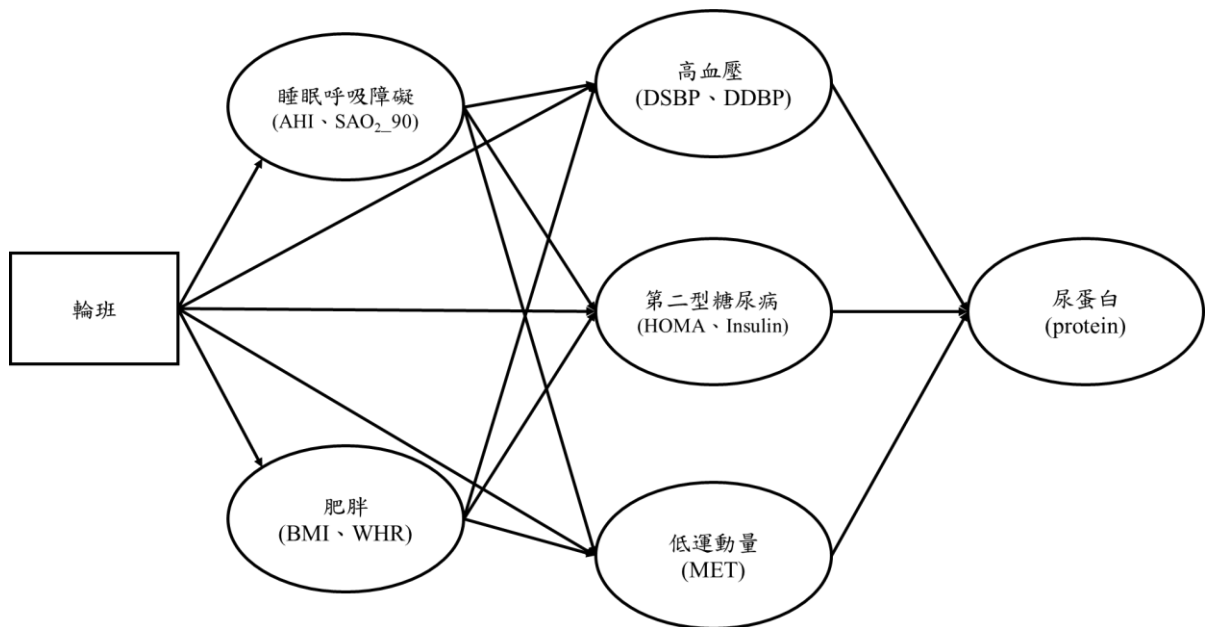 睡眠呼吸障礙
(AHI、SAO₂_90)
高血壓
(DSBP、DDBP)
輪班
第二型糖尿病
(HOMA、Insulin)
尿蛋白
(protein)
肥胖
(BMI、WHR)
低運動量
(MET)